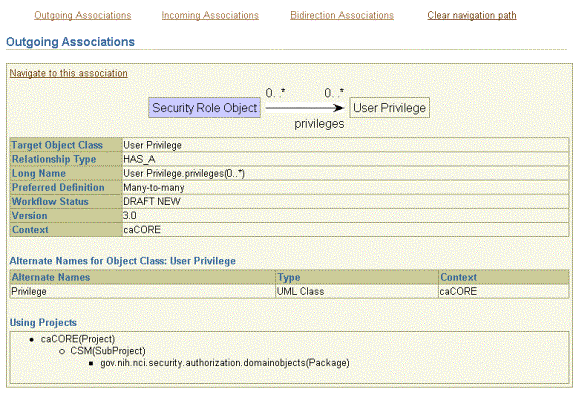 Outgoing Associations Incoming Associations Bidirection Associations Clear navigation path
Outgoing Associations
Navigate to this association
0..* 0..*
Security Role Object User Privilege
privileges
Target Object Class User Privilege
Relationship Type HAS_A
Long Name User Privilege.privileges(0..*)
Preferred Definition Many-to-many
Workflow Status DRAFT NEW
Version 3.0
Context caCORE
Alternate Names for Object Class: User Privilege
Alternate Names Type Context
Privilege UML Class caCORE
Using Projects
caCORE(Project)
CSM(SubProject)
gov.nih.nci.security.authorization.domainobjects(Package)